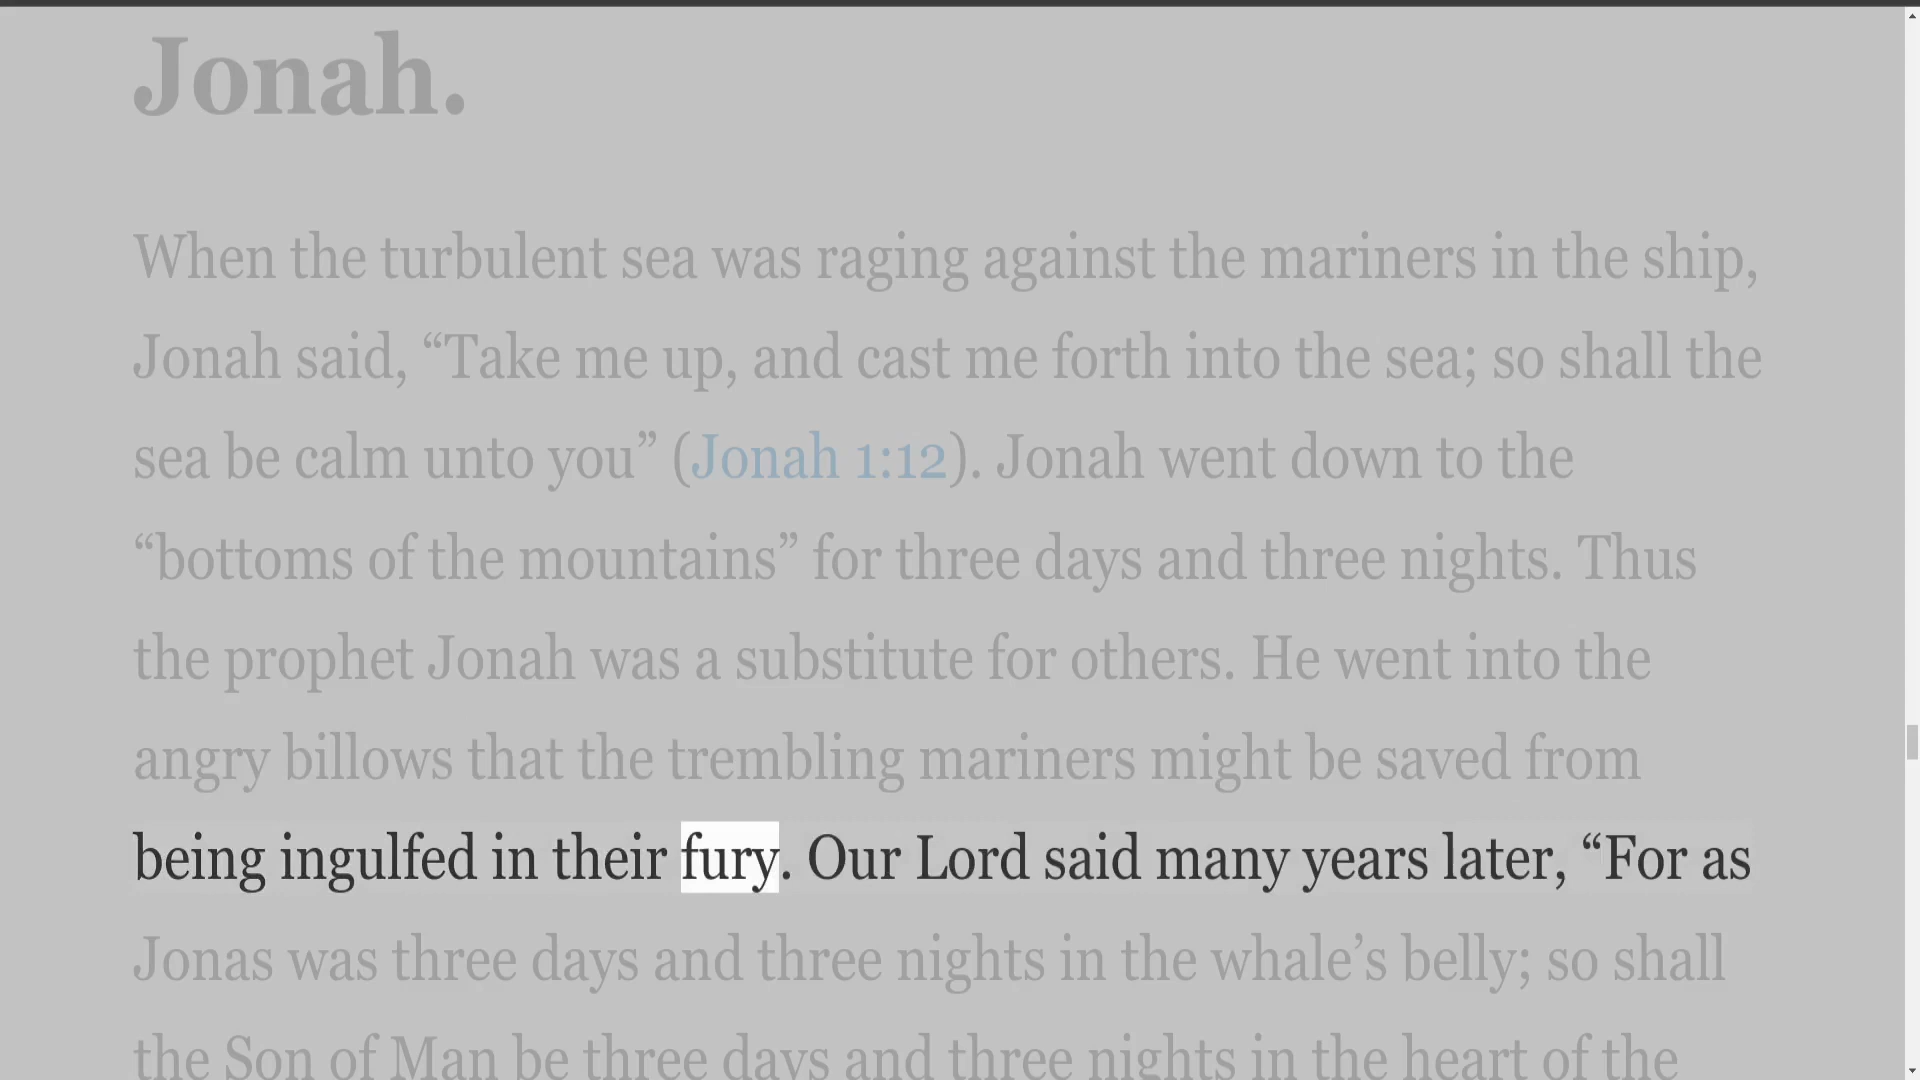 Jonah.
When the turbulent sea was raging against the mariners in the ship,
Jonah said, “Take me up, and cast me forth into the sea; so shall the
sea be calm unto you” (Jonah 1:12). Jonah went down to the
“bottoms of the mountains” for three days and three nights. Thus
the prophet Jonah was a substitute for others. He went into the
angry billows that the trembling mariners might be saved from
being ingulfed in their fury. Our Lord said many years later, “For as
Jonas was three days and three nights in the whale’s belly; so shall
the Son of Man be three days and three nights in the heart of the